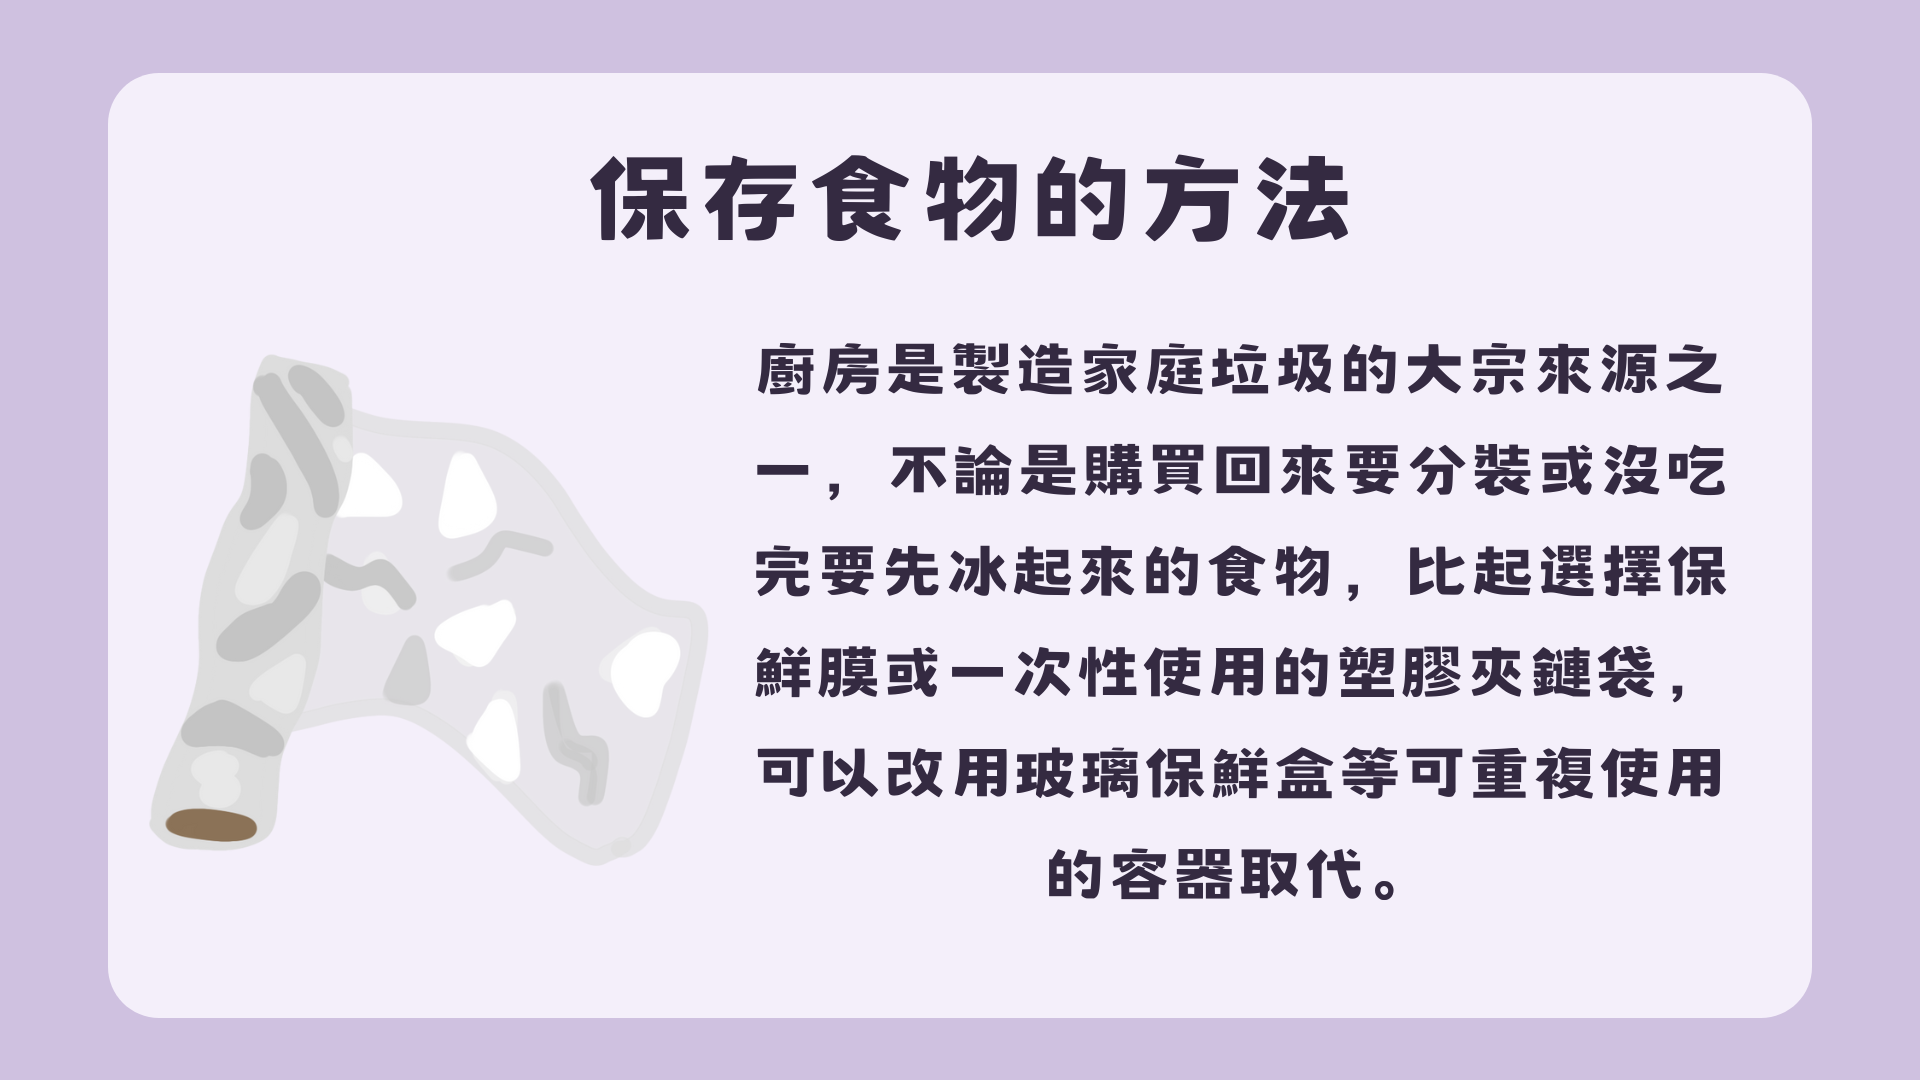 保存食物的方法
廚房是製造家庭垃圾的大宗來源之
一，不論是購買回來要分裝或沒吃
完要先冰起來的食物，比起選擇保
鮮膜或一次性使用的塑膠夾鏈袋，
可以改用玻璃保鮮盒等可重複使用
的容器取代。